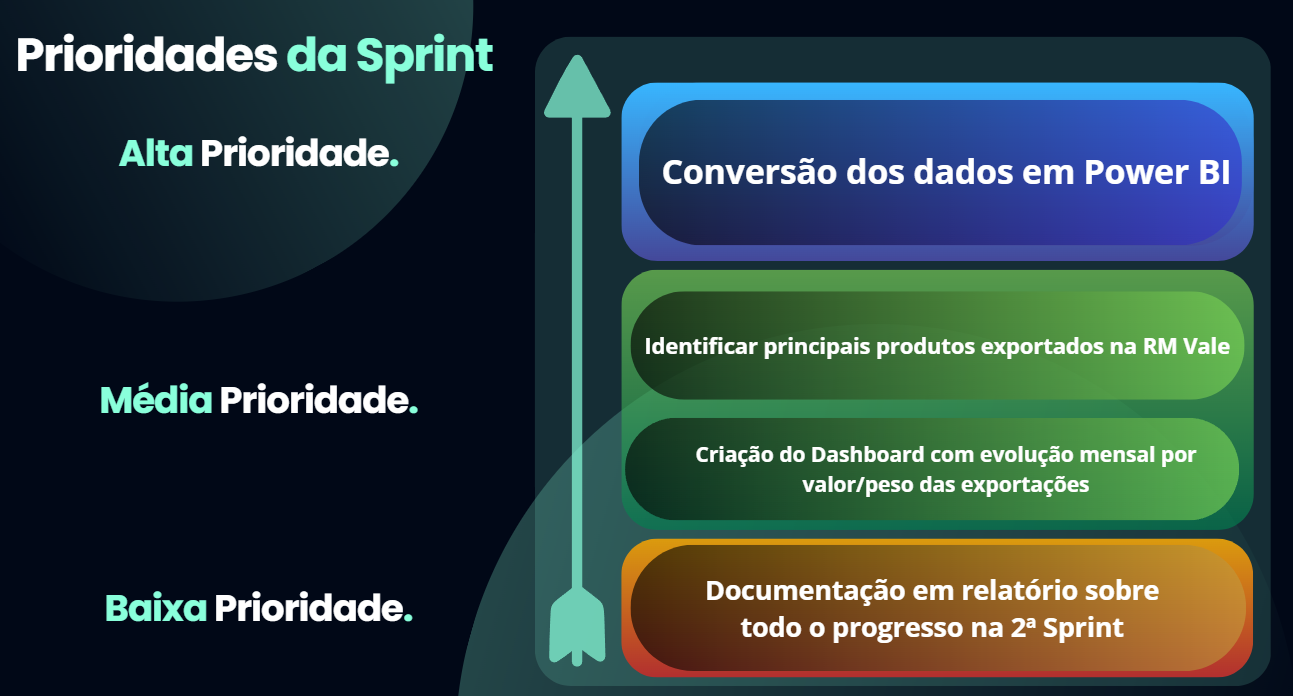 Prioridades da Sprint
Alta Prioridade.
Conversão dos dados em Power BI
Média Prioridade.
Identificar principais produtos exportados na RM Vale
Criação do Dashboard com evolução mensal por
valor/peso das exportações
Baixa Prioridade.
Documentação em relatório sobre
todo o progresso na 2ª Sprint